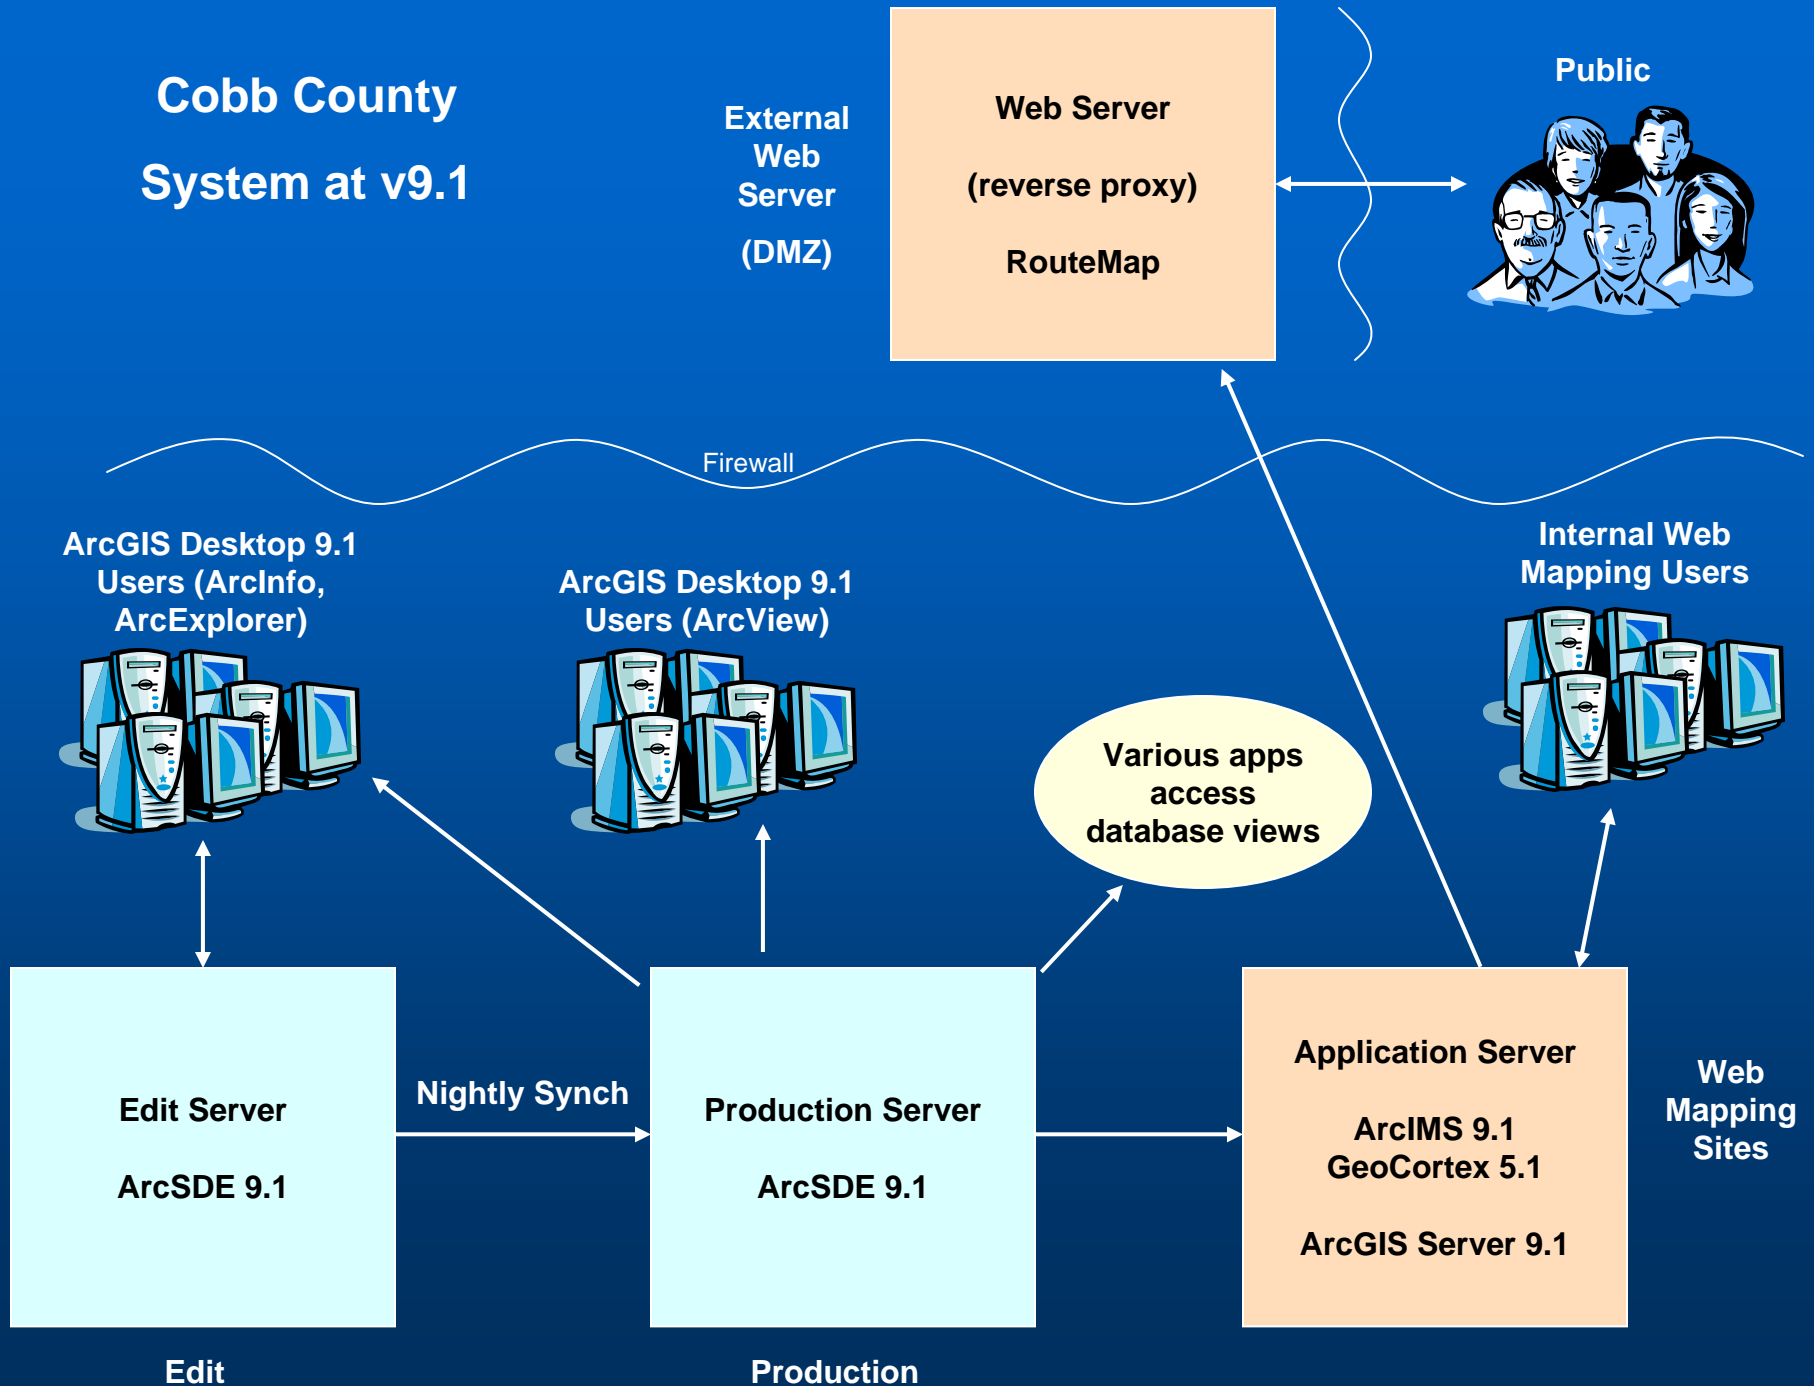 Cobb County
System at v9.1
External
Web
Server
(DMZ)
Web Server
(reverse proxy)
RouteMap
Public
Firewall
ArcGIS Desktop 9.1
Users (ArcInfo,
ArcExplorer)
ArcGIS Desktop 9.1
Users (ArcView)
Internal Web
Mapping Users
Various apps
access
database views
Edit Server
ArcSDE 9.1
Nightly Synch
Production Server
ArcSDE 9.1
Application Server
ArcIMS 9.1
GeoCortex 5.1
ArcGIS Server 9.1
Web
Mapping
Sites
Edit
Production